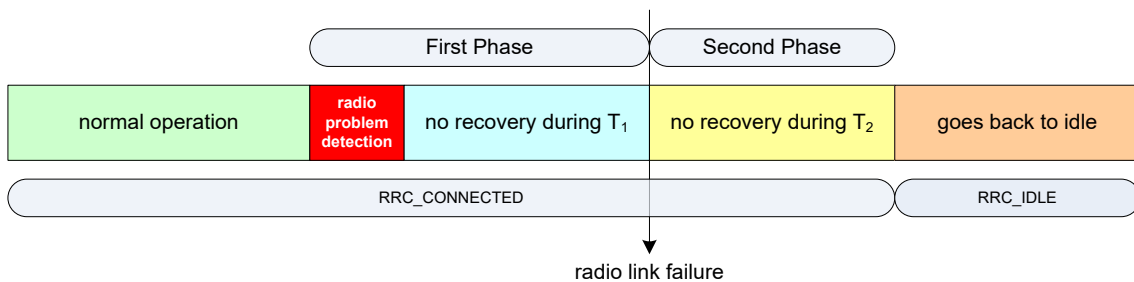 First Phase
Second Phase
normal operation
radio
problem
detection
no recovery during T₁
no recovery during T₂
goes back to idle
RRC_CONNECTED
RRC_IDLE
radio link failure